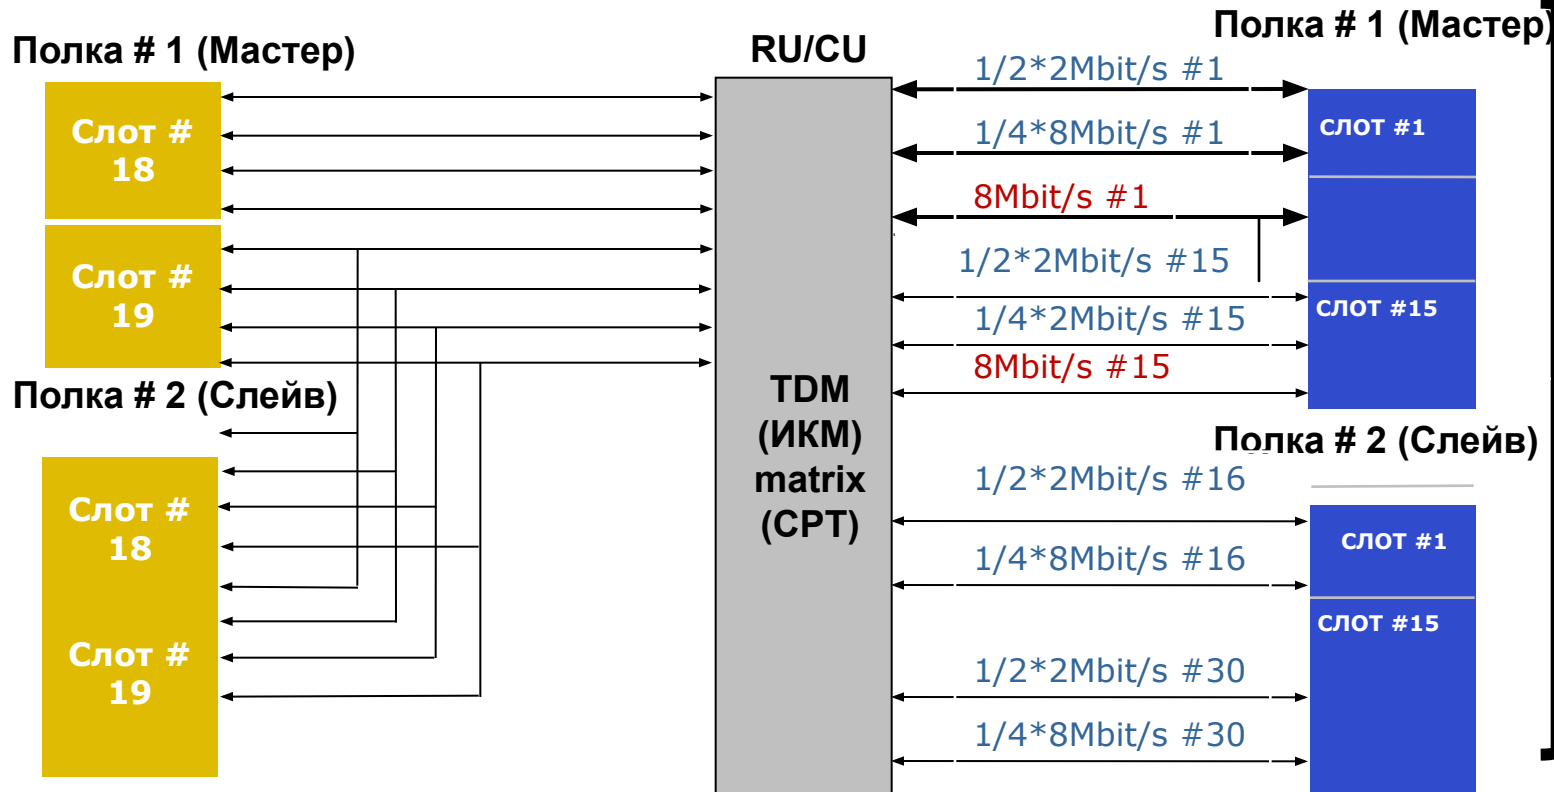 Полка # 1 (Мастер)
Слот #
18
Слот #
19
Полка # 2 (Слейв)
Слот #
18
Слот #
19
RU/CU
TDM
(ИКМ)
matrix
(СРТ)
1/2*2Mbit/s #1
1/4*8Mbit/s #1
8Mbit/s #1
1/2*2Mbit/s #15
1/4*2Mbit/s #15
8Mbit/s #15
1/2*2Mbit/s #16
1/4*8Mbit/s #16
1/2*2Mbit/s #30
1/4*8Mbit/s #30
Полка # 1 (Мастер)
СЛОТ #1
СЛОТ #15
Полка # 2 (Слейв)
СЛОТ #1
СЛОТ #15